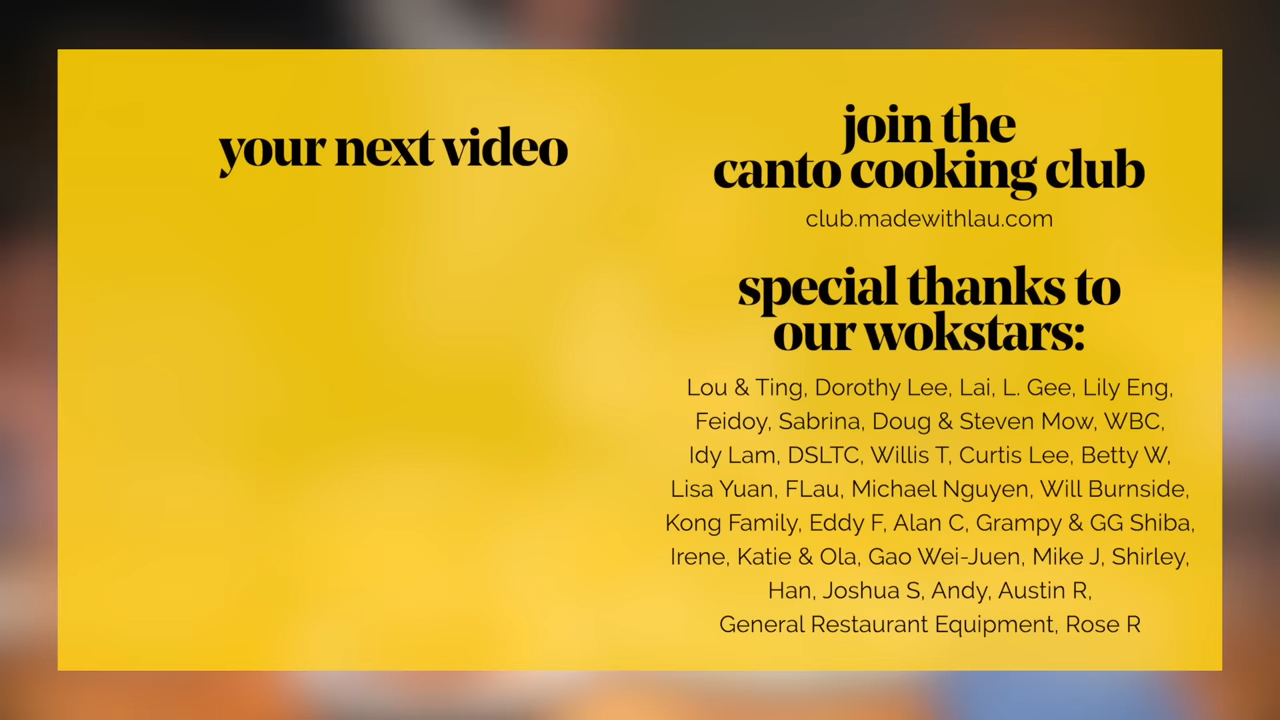 your next video
join the
canto cooking club
club.madewithlau.com
special thanks to
our wokstars:
Lou & Ting, Dorothy Lee, Lai, L. Gee, Lily Eng,
Feidoy, Sabrina, Doug & Steven Mow, WBC,
Idy Lam, DSLTC, Willis T, Curtis Lee, Betty W,
Lisa Yuan, FLau, Michael Nguyen, Will Burnside,
Kong Family, Eddy F, Alan C, Grampy & GG Shiba,
Irene, Katie & Ola, Gao Wei-Juen, Mike J, Shirley,
Han, Joshua S, Andy, Austin R,
General Restaurant Equipment, Rose R